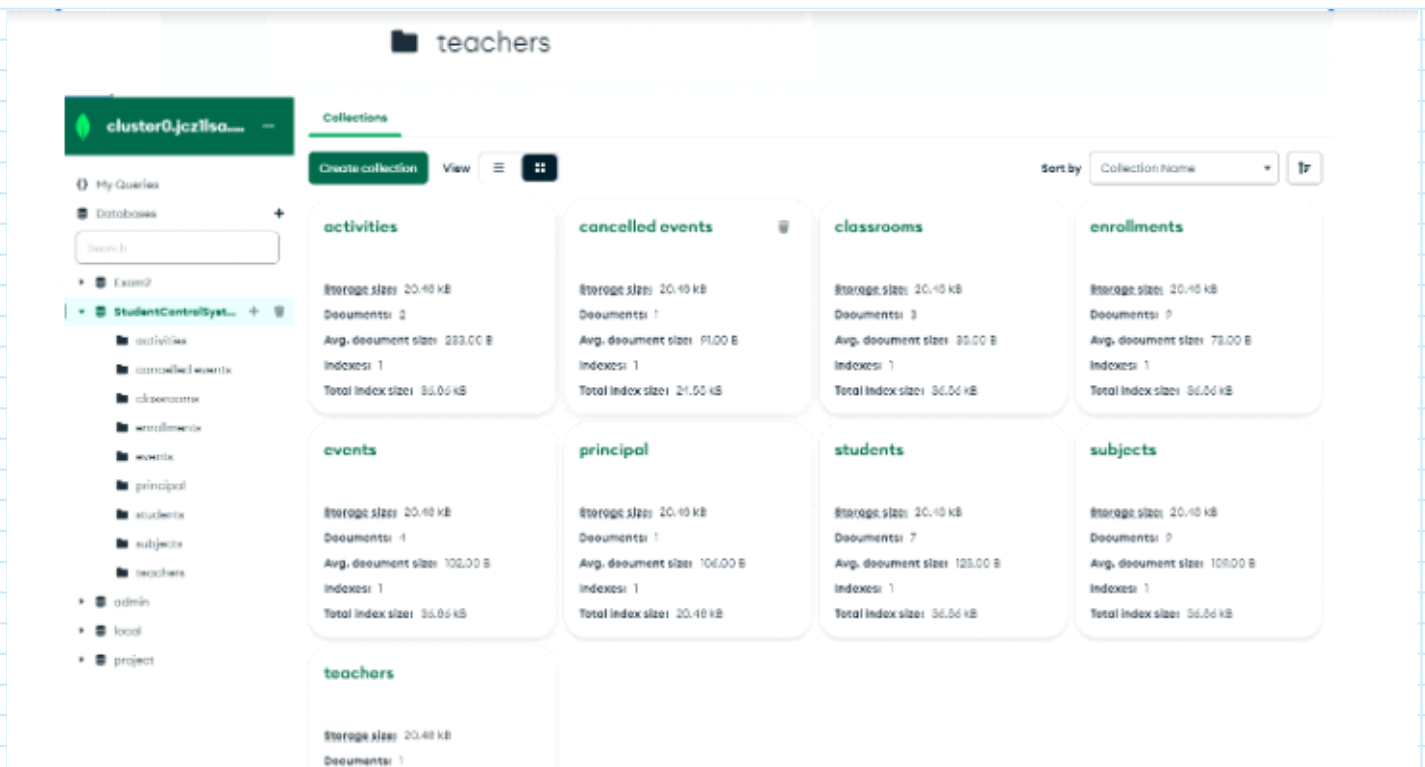 teachers
cluster0.jcz1lsa....
Collections
My Queries
Create collection View
Sort by Collection Name
Databases
Search
activities
cancelled events
classrooms
enrollments
Storage size: 20.48 kB
Storage size: 20.48 kB
Storage size: 20.48 kB
Storage size: 20.48 kB
Documents: 2
Documents: 1
Documents: 3
Documents: 9
Avg. document size:
Avg. document size: 91.00 B
Avg. document size:
Avg. document size: 73.00 B
Indexes: 1
Indexes: 1
Indexes: 1
Indexes: 1
Total index size: 36.86 kB
Total index size:
Total index size: 36.86 kB
Total index size: 36.86 kB
Exam2
StudentControlSyst...
activities
cancelled events
classrooms
enrollments
events
principal
students
subjects
teachers
admin
local
project
events
principal
students
subjects
Storage size: 20.48 kB
Storage size: 20.48 kB
Storage size: 20.48 kB
Storage size: 20.48 kB
Documents: 4
Documents: 1
Documents: 7
Documents: 9
Avg. document size: 102.00 B
Avg. document size: 106.00 B
Avg. document size:
Avg. document size: 109.00 B
Indexes: 1
Indexes: 1
Indexes: 1
Indexes: 1
Total index size: 36.86 kB
Total index size: 20.48 kB
Total index size: 36.86 kB
Total index size: 36.86 kB
teachers
Storage size: 20.48 kB
Documents: 1